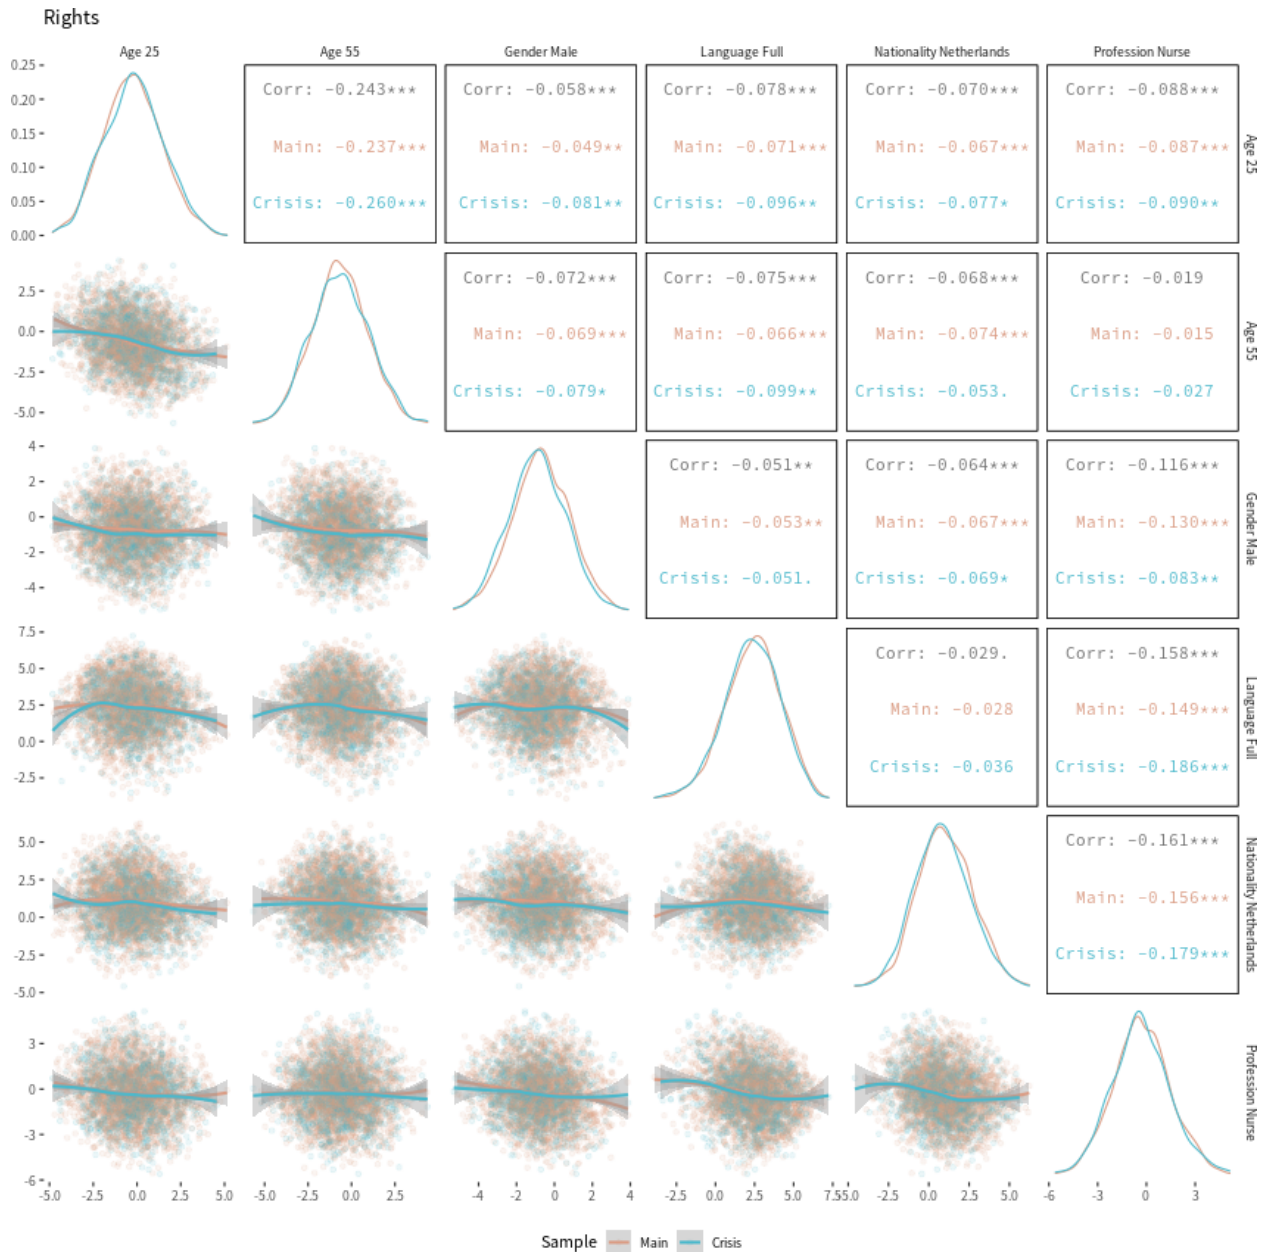 Rights
Age 25
Age 55
Gender Male
Language Full
Nationality Netherlands
Profession Nurse
0.25
0.20
0.15
0.10
0.05
0.00
Corr: -0.243***
Main: -0.237***
Crisis: -0.260***
Corr: -0.058***
Main: -0.049**
Crisis: -0.081**
Corr: -0.078***
Main: -0.071***
Crisis: -0.096**
Corr: -0.070***
Main: -0.067***
Crisis: -0.077*
Corr: -0.088***
Main: -0.087***
Crisis: -0.090**
Age 25
2.5
0.0
-2.5
-5.0
Corr: -0.072***
Main: -0.069***
Crisis: -0.079*
Corr: -0.075***
Main: -0.066***
Crisis: -0.099**
Corr: -0.068***
Main: -0.074***
Crisis: -0.053.
Corr: -0.019
Main: -0.015
Crisis: -0.027
Age 55
4
2
0
-2
-4
Corr: -0.051**
Main: -0.053**
Crisis: -0.051.
Corr: -0.064***
Main: -0.067***
Crisis: -0.069*
Corr: -0.116***
Main: -0.130***
Crisis: -0.083**
Gender Male
7.5
5.0
2.5
0.0
-2.5
Corr: -0.029.
Main: -0.028
Crisis: -0.036
Corr: -0.158***
Main: -0.149***
Crisis: -0.186***
Language Full
5.0
2.5
0.0
-2.5
-5.0
Corr: -0.161***
Main: -0.156***
Crisis: -0.179***
Nationality Netherlands
3
0
-3
-6
Profession Nurse
-5.0 -2.5 0.0 2.5 5.0
-5.0 -2.5 0.0 2.5
-4 -2 0 2 4
-2.5 0.0 2.5 5.0 7.5
-5.0 -2.5 0.0 2.5 5.0
-6 -3 0 3
Sample Main Crisis